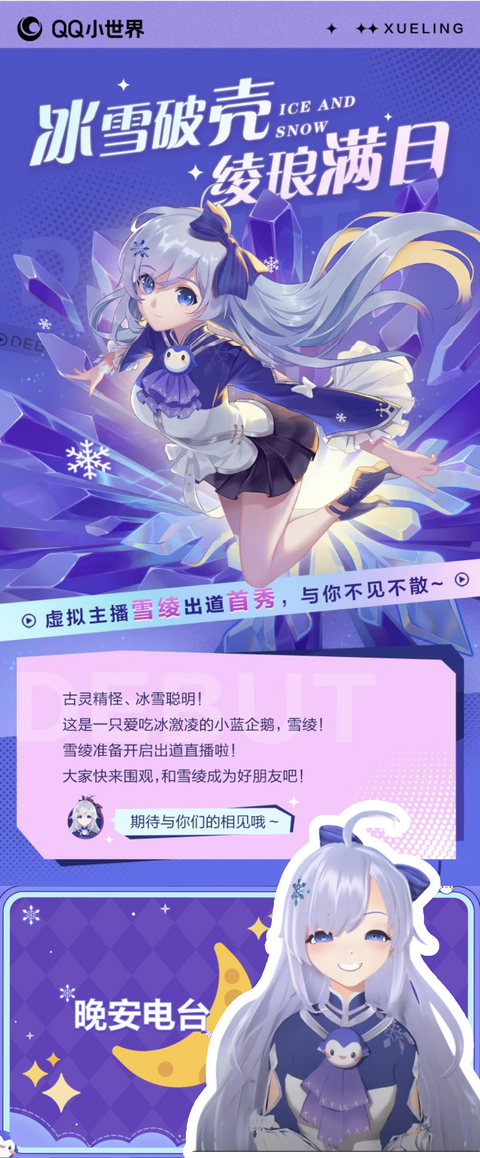 QQ小世界
XUELING
冰雪破壳
ICE AND
SNOW
绫琅满目
DEBUT
虚拟主播雪绫出道首秀，与你不见不散~
DEBUT
古灵精怪、冰雪聪明！
这是一只爱吃冰激凌的小蓝企鹅，雪绫！
雪绫准备开启出道直播啦！
大家快来围观，和雪绫成为好朋友吧！
期待与你们的相见哦~
晚安电台